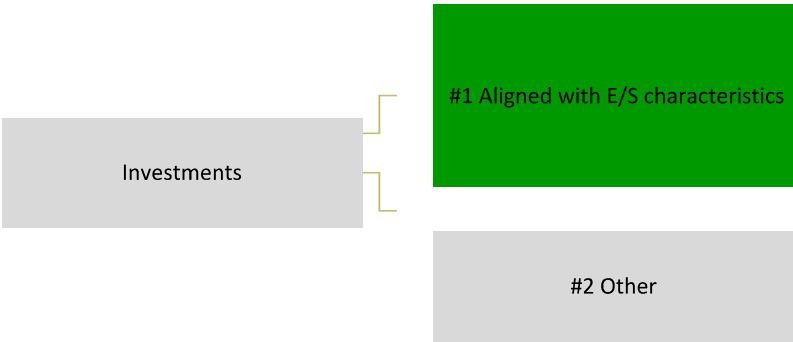 #1 Aligned with E/S characteristics
Investments
#2 Other